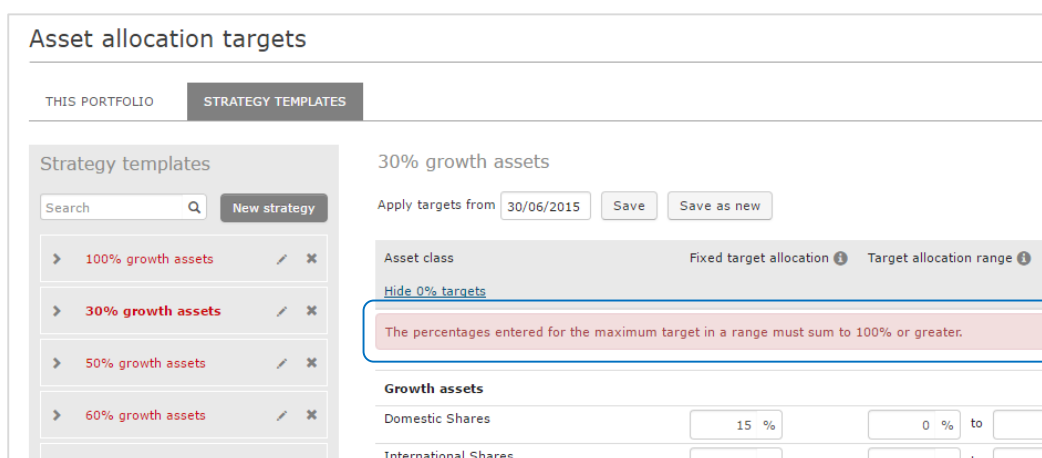 Asset allocation targets
THIS PORTFOLIO STRATEGY TEMPLATES
Strategy templates
Search New strategy
100% growth assets
30% growth assets
50% growth assets
60% growth assets
30% growth assets
Apply targets from 30/06/2015 Save Save as new
Asset class Fixed target allocation Target allocation range
Hide 0% targets
The percentages entered for the maximum target in a range must sum to 100% or greater.
Growth assets
Domestic Shares 15 % 0 % to
International Shares